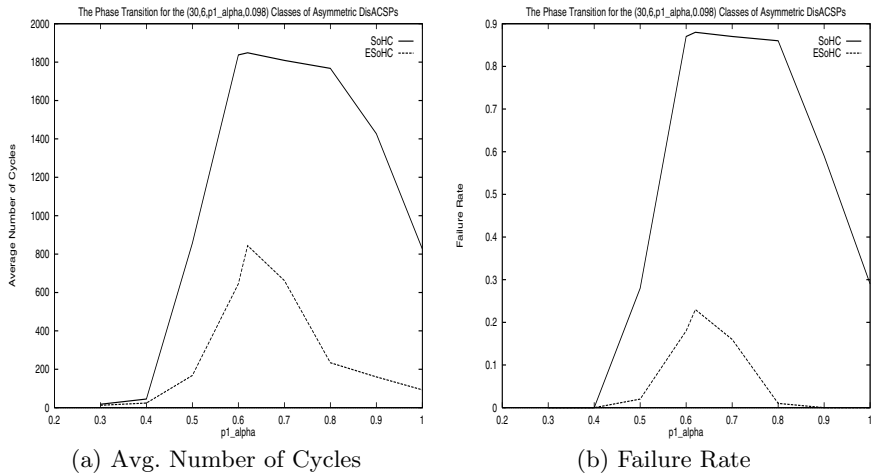 The Phase Transition for the (30,6,p1_alpha,0.098) Classes of Asymmetric DisACSPs
2000
1800
1600
1400
1200
1000
800
600
400
200
0
Average Number of Cycles
SoHC
ESoHC
0.2 0.3 0.4 0.5 0.6 0.7 0.8 0.9 1
p1_alpha
(a) Avg. Number of Cycles
The Phase Transition for the (30,6,p1_alpha,0.098) Classes of Asymmetric DisACSPs
0.9
0.8
0.7
0.6
0.5
0.4
0.3
0.2
0.1
0
Failure Rate
SoHC
ESoHC
0.2 0.3 0.4 0.5 0.6 0.7 0.8 0.9 1
p1_alpha
(b) Failure Rate